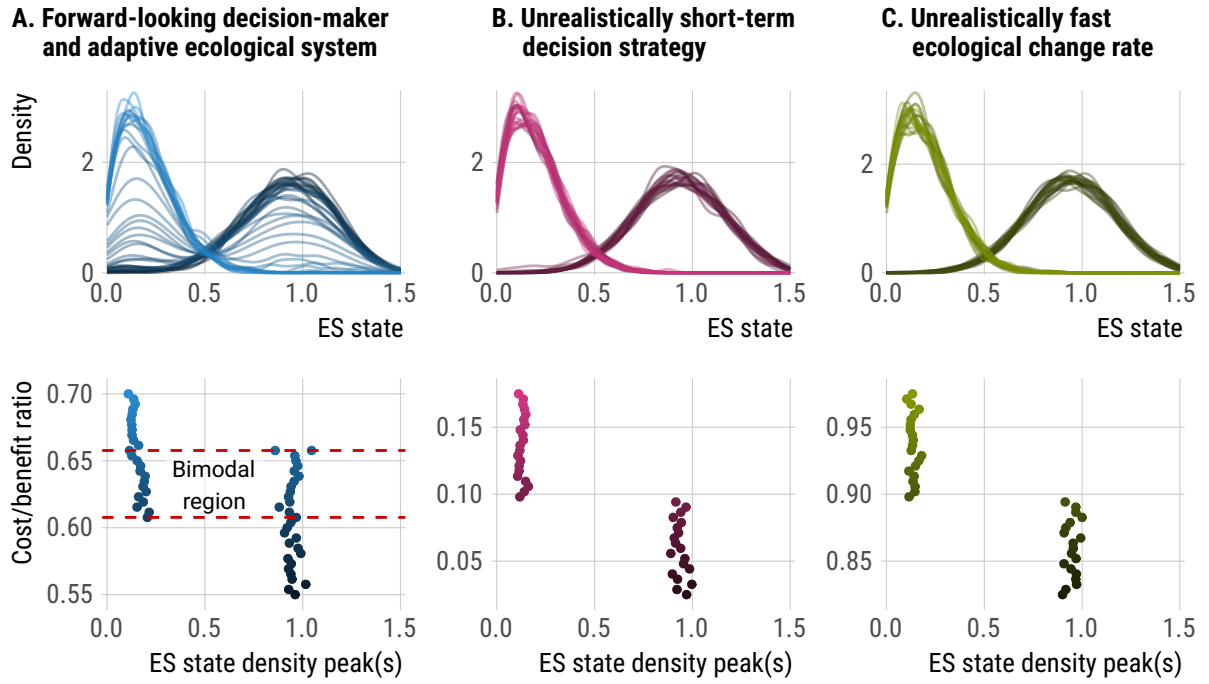 A. Forward-looking decision-maker
and adaptive ecological system
B. Unrealistically short-term
decision strategy
C. Unrealistically fast
ecological change rate
Density
2
0
0.0 0.5 1.0 1.5
ES state
2
0
0.0 0.5 1.0 1.5
ES state
2
0
0.0 0.5 1.0 1.5
ES state
Cost/benefit ratio
0.70
0.65
0.60
0.55
Bimodal
region
0.0 0.5 1.0 1.5
ES state density peak(s)
0.15
0.10
0.05
0.0 0.5 1.0 1.5
ES state density peak(s)
0.95
0.90
0.85
0.0 0.5 1.0 1.5
ES state density peak(s)